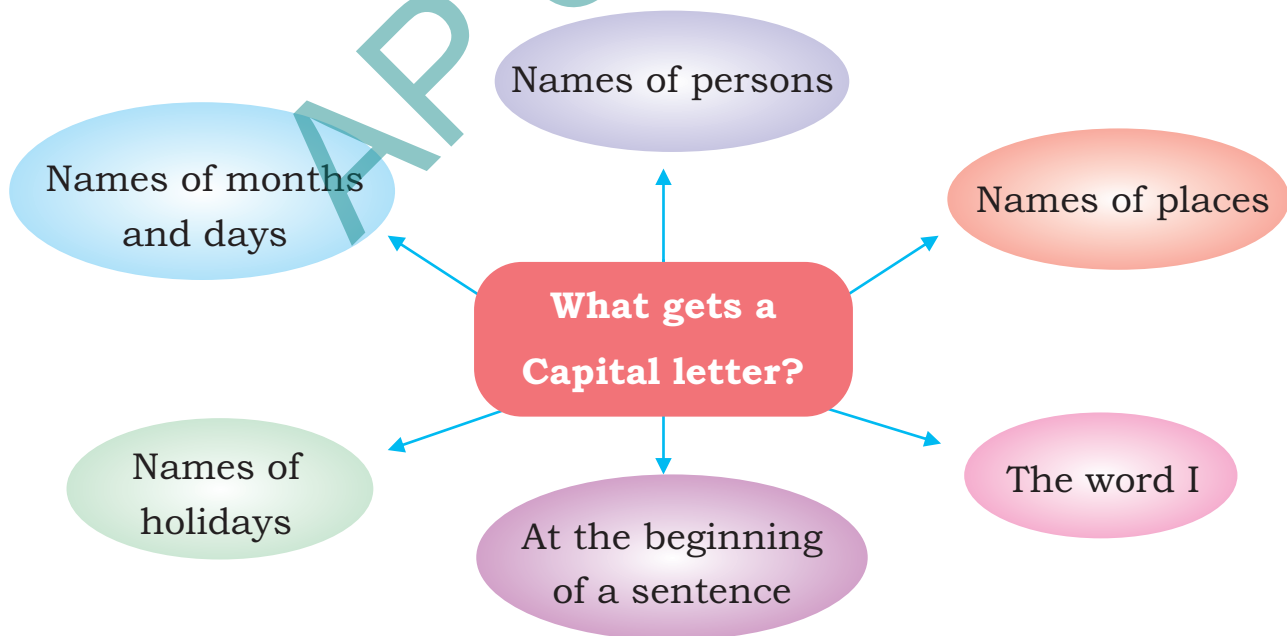 Names of persons
Names of months
and days
Names of places
What gets a
Capital letter?
Names of
holidays
The word I
At the beginning
of a sentence
AP